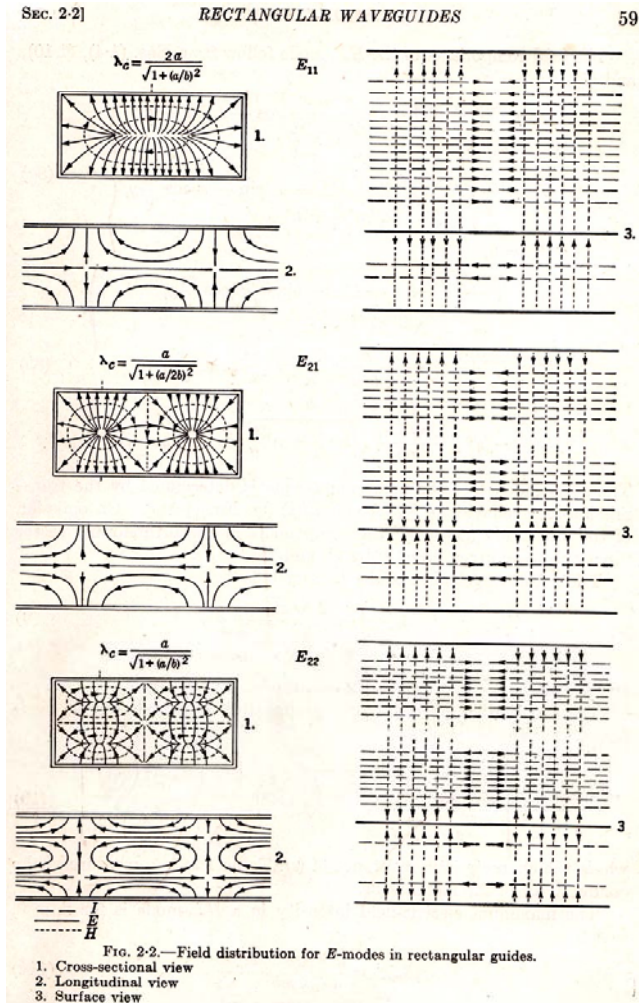 SEC. 2·2] RECTANGULAR WAVEGUIDES 59
λc = 2a / √1+(a/b)²
E11
1.
2.
3.
λc = a / √1+(a/2b)²
E21
1.
2.
3.
λc = a / √1+(a/b)²
E22
1.
2.
3
I
E
H
FIG. 2·2.—Field distribution for E-modes in rectangular guides.
1. Cross-sectional view
2. Longitudinal view
3. Surface view